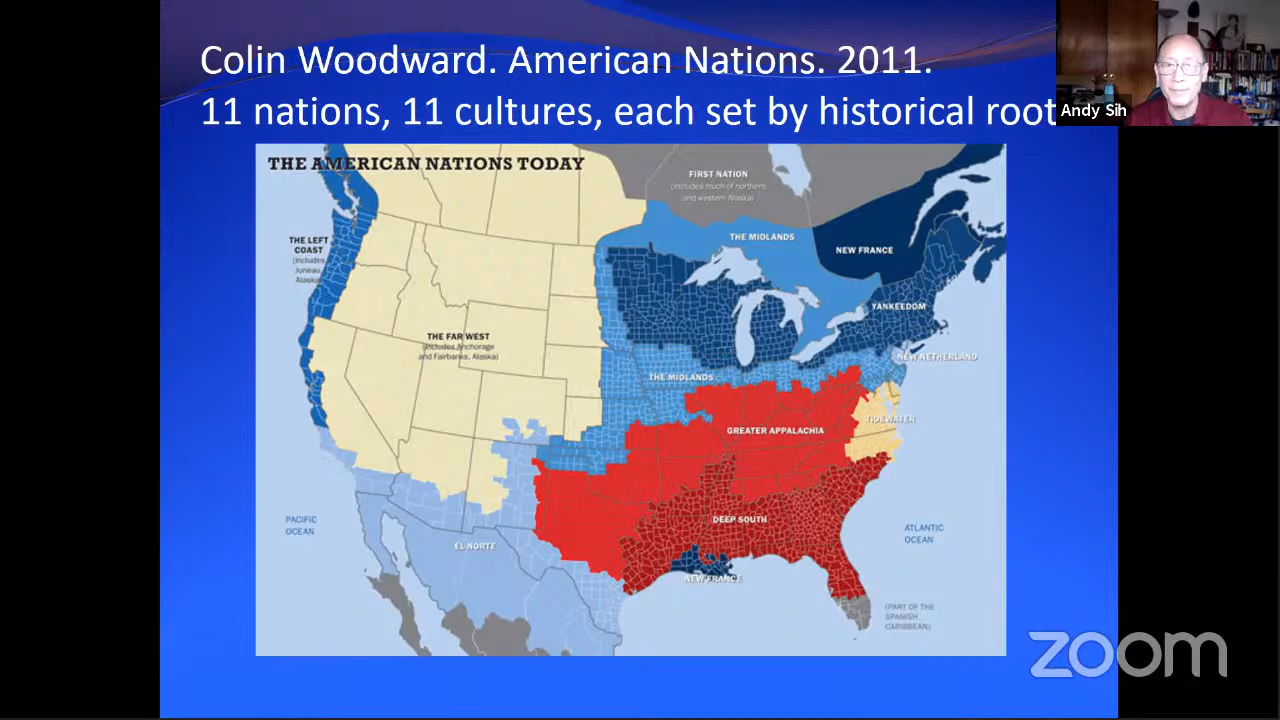 Colin Woodward. American Nations. 2011.
11 nations, 11 cultures, each set by historical root
Andy Sih
THE AMERICAN NATIONS TODAY
FIRST NATION
(includes much of northern
and western Alaska)
THE LEFT
COAST
(Includes
Juneau,
Alaska)
THE MIDLANDS
NEW FRANCE
YANKEEDOM
THE FAR WEST
(Includes Anchorage
and Fairbanks, Alaska)
NEW NETHERLAND
THE MIDLANDS
TIDEWATER
GREATER APPALACHIA
DEEP SOUTH
PACIFIC
OCEAN
ATLANTIC
OCEAN
EL NORTE
NEW FRANCE
(PART OF THE
SPANISH
CARIBBEAN)
zoom